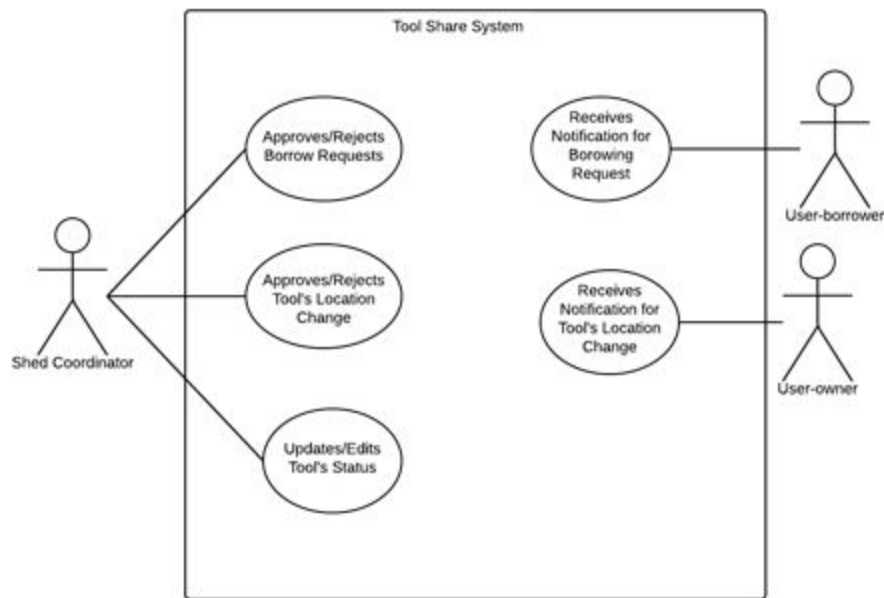 Tool Share System
Approves/Rejects
Borrow Requests
Receives
Notification for
Borowing
Request
User-borrower
Approves/Rejects
Tool's Location
Change
Receives
Notification for
Tool's Location
Change
Shed Coordinator
User-owner
Updates/Edits
Tool's Status